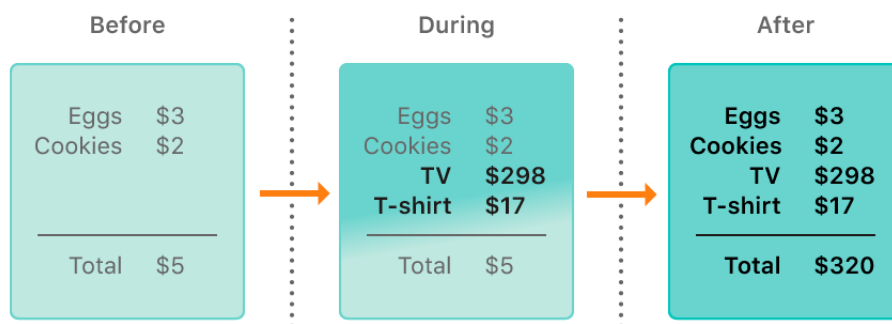 Before
During
After
Eggs $3
Cookies $2
Total $5
Eggs $3
Cookies $2
TV $298
T-shirt $17
Total $5
Eggs $3
Cookies $2
TV $298
T-shirt $17
Total $320